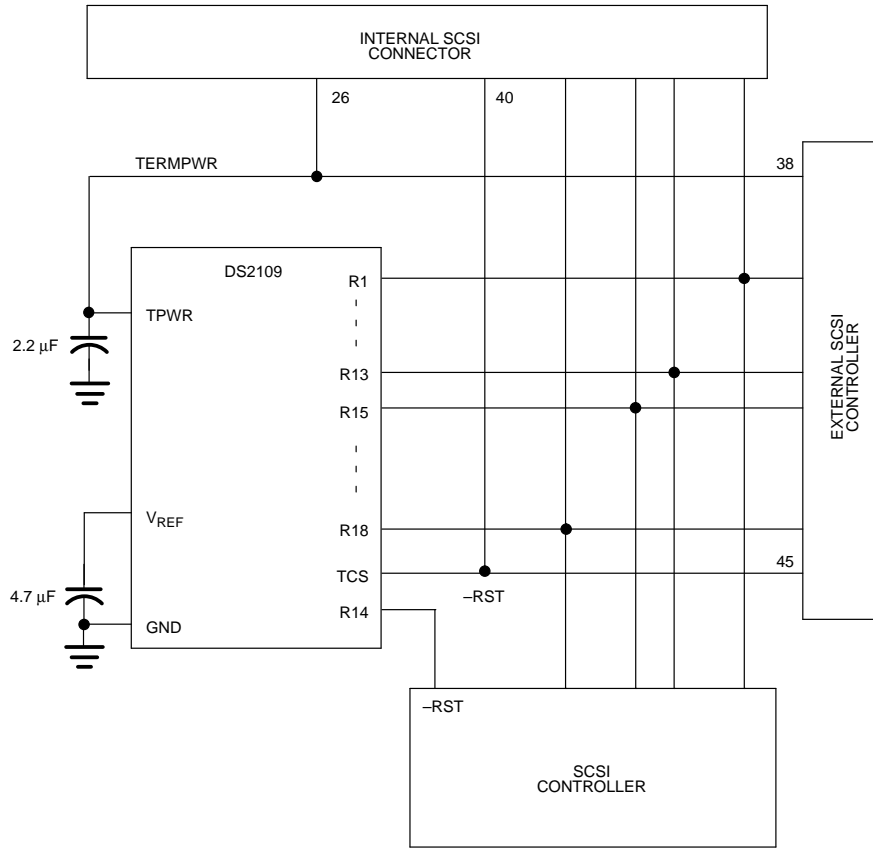 INTERNAL SCSI
CONNECTOR
26
40
TERMPWR
38
DS2109
R1
TPWR
2.2 μF
R13
R15
EXTERNAL SCSI
CONTROLLER
VREF
R18
TCS
45
4.7 μF
–RST
R14
GND
–RST
SCSI
CONTROLLER